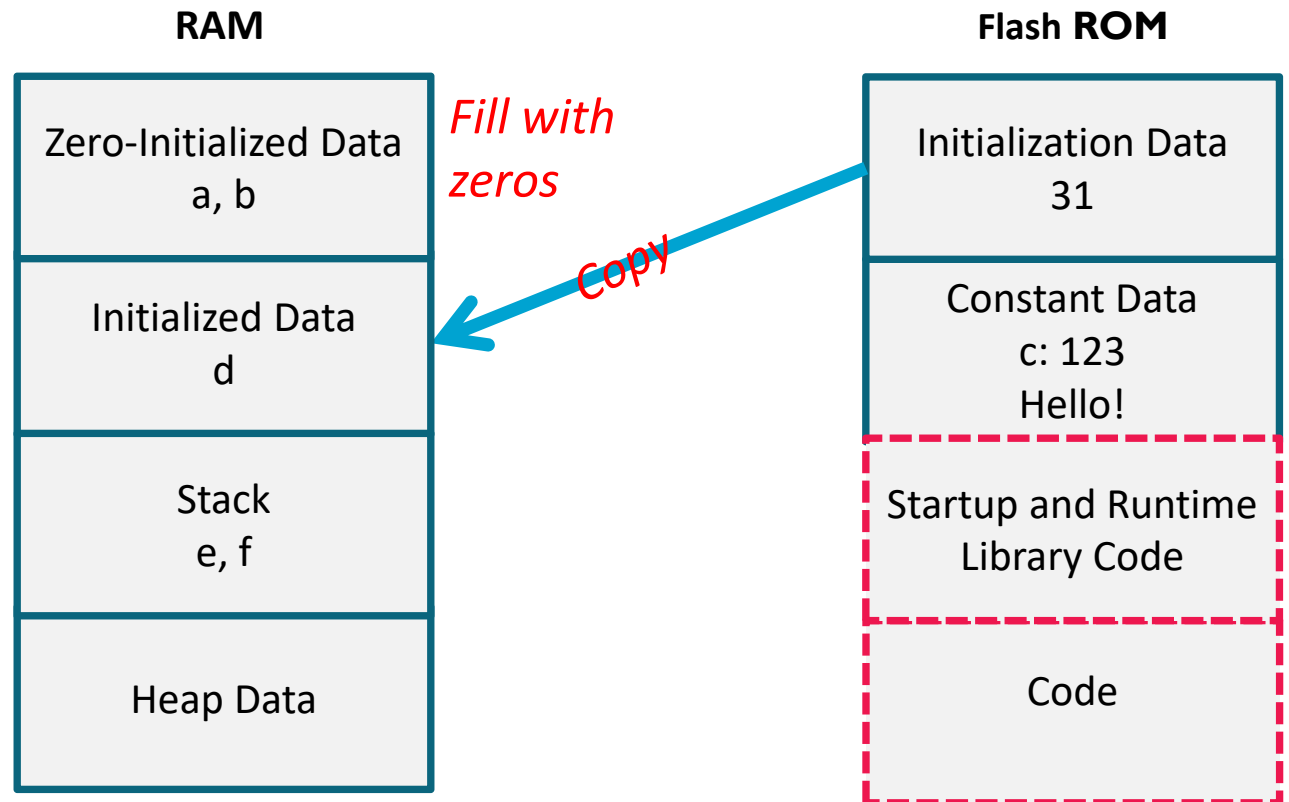 RAM
Zero-Initialized Data
a, b
Fill with
zeros
Initialized Data
d
Copy
Stack
e, f
Heap Data
Flash ROM
Initialization Data
31
Constant Data
c: 123
Hello!
Startup and Runtime
Library Code
Code